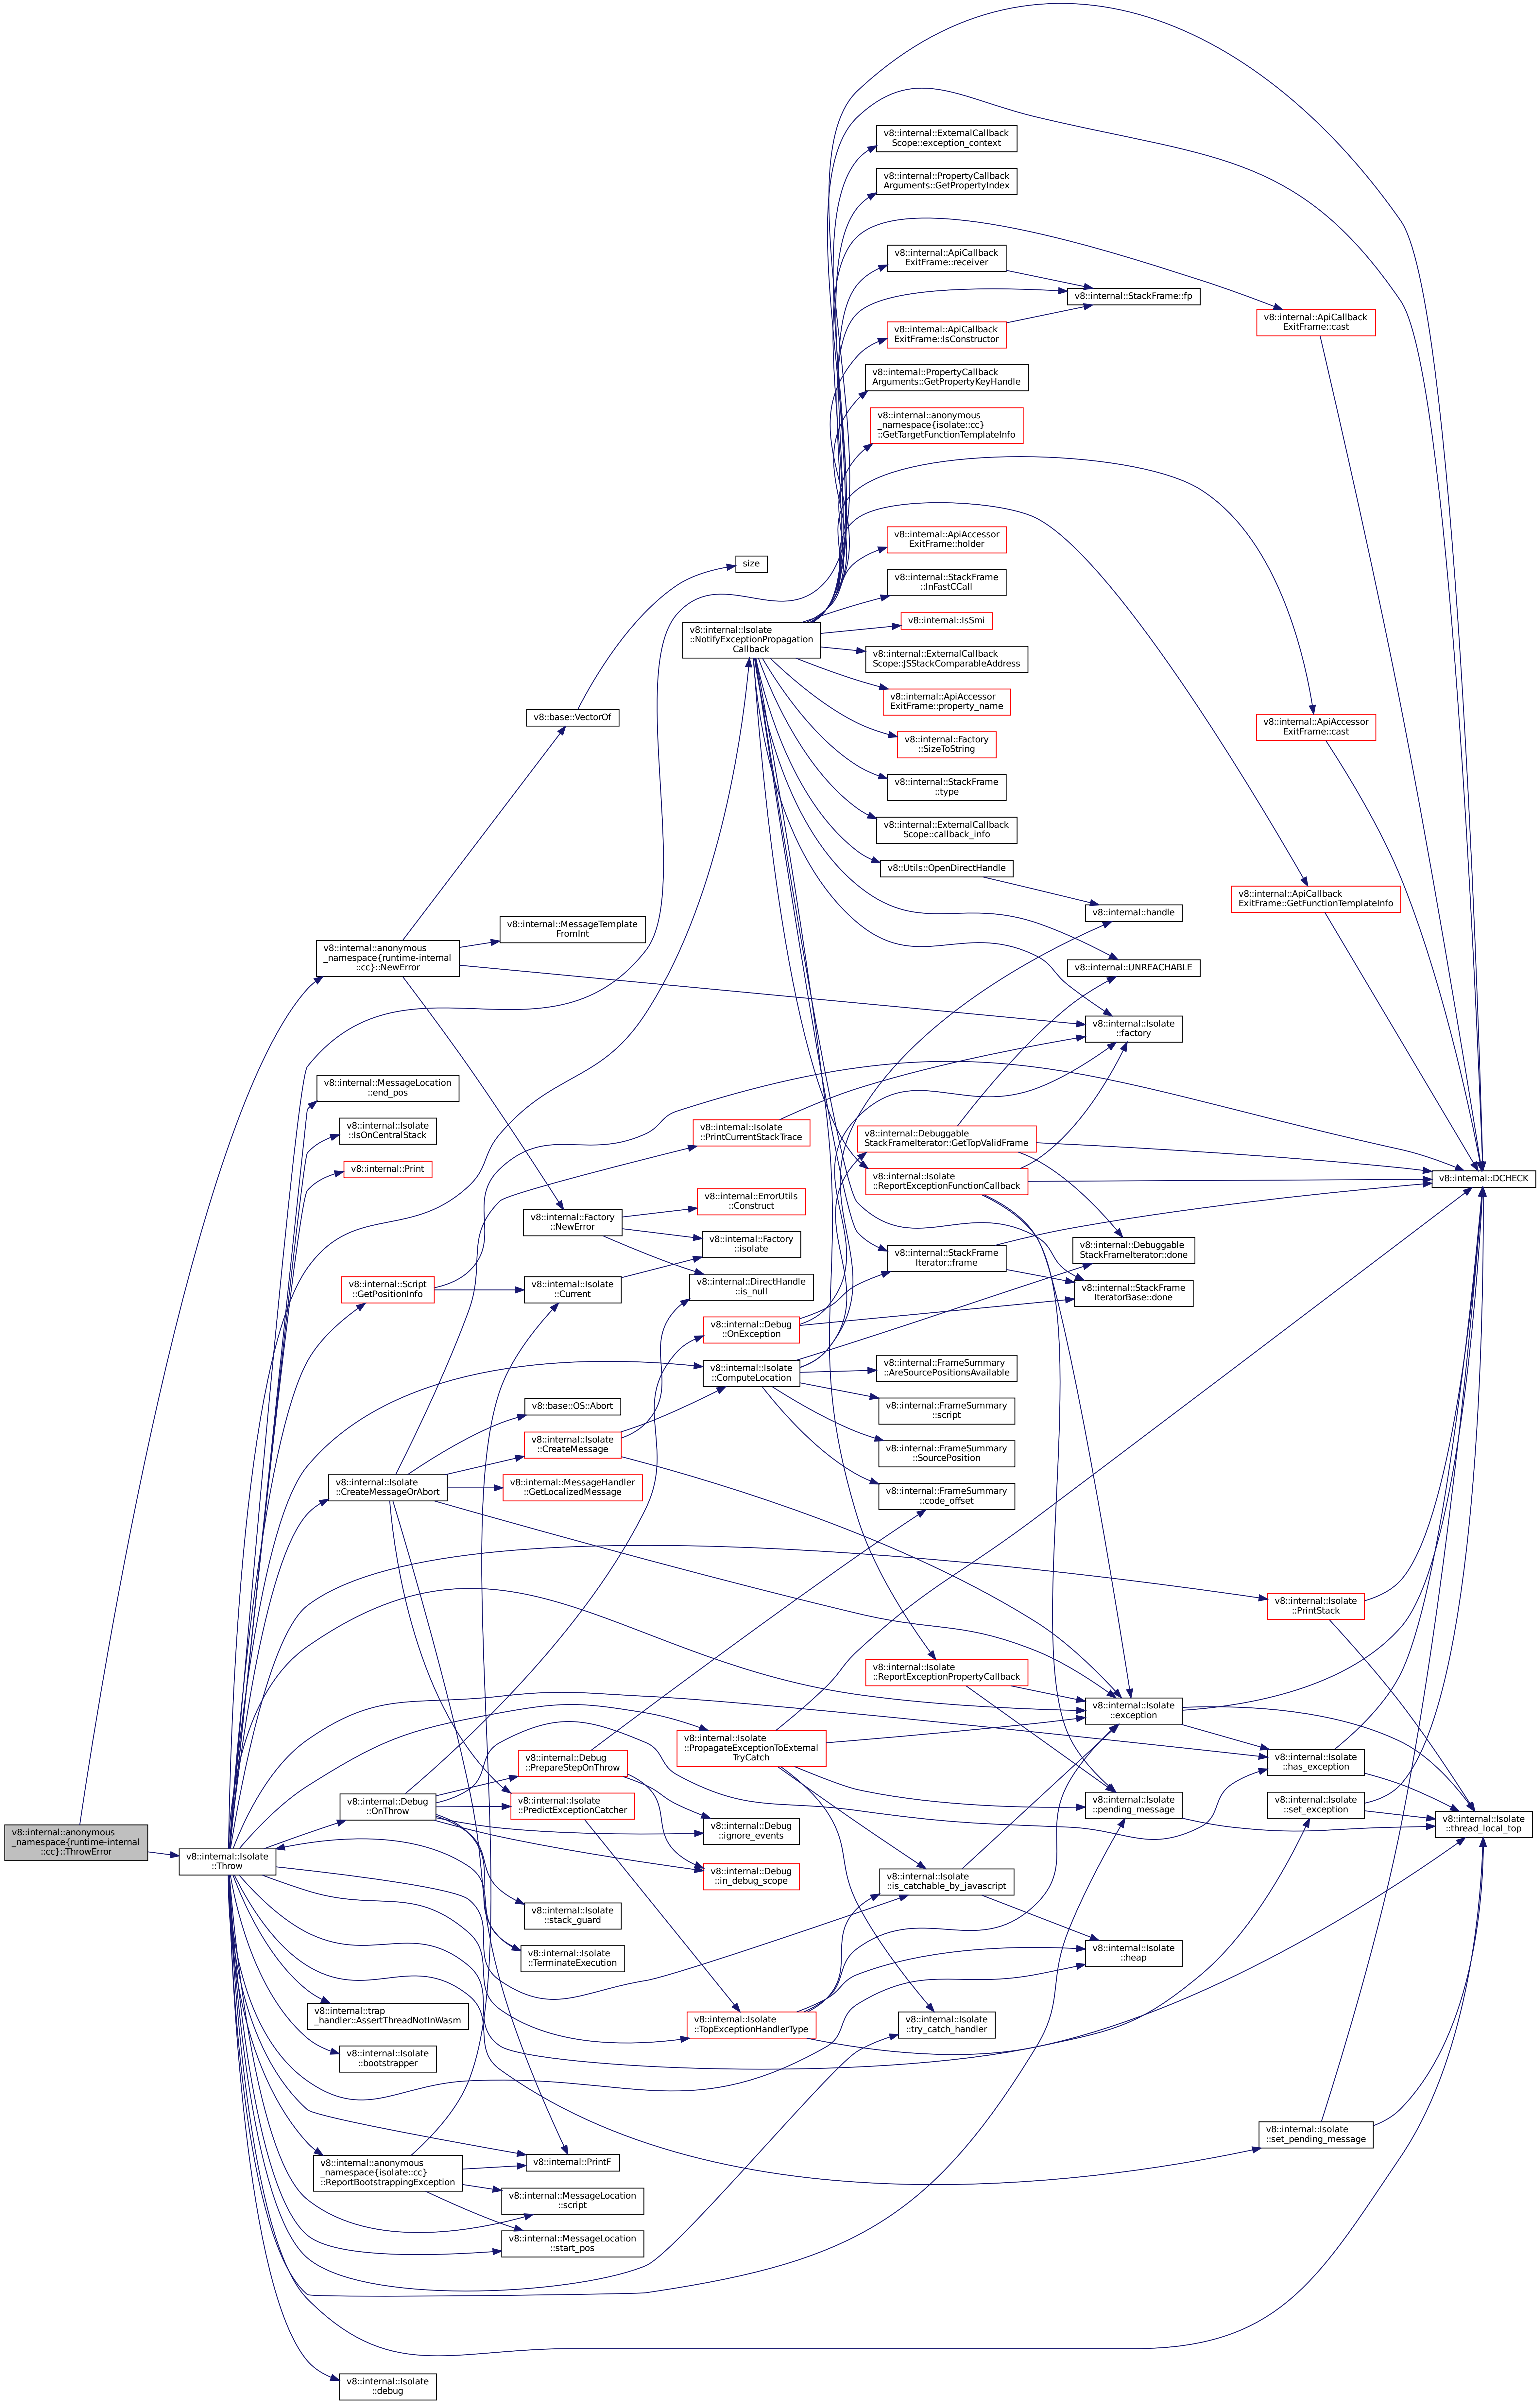 v8::internal::ExternalCallback
Scope::exception_context
v8::internal::PropertyCallback
Arguments::GetPropertyIndex
v8::internal::ApiCallback
ExitFrame::receiver
v8::internal::StackFrame::fp
v8::internal::ApiCallback
ExitFrame::cast
v8::internal::ApiCallback
ExitFrame::IsConstructor
v8::internal::PropertyCallback
Arguments::GetPropertyKeyHandle
v8::internal::anonymous
_namespace{isolate::cc}
::GetTargetFunctionTemplateInfo
v8::internal::ApiAccessor
ExitFrame::holder
size
v8::internal::StackFrame
::InFastCCall
v8::internal::IsSmi
v8::internal::Isolate
::NotifyExceptionPropagation
Callback
v8::internal::ExternalCallback
Scope::JSStackComparableAddress
v8::internal::ApiAccessor
ExitFrame::property_name
v8::base::VectorOf
v8::internal::ApiAccessor
ExitFrame::cast
v8::internal::Factory
::SizeToString
v8::internal::StackFrame
::type
v8::internal::ExternalCallback
Scope::callback_info
v8::Utils::OpenDirectHandle
v8::internal::ApiCallback
ExitFrame::GetFunctionTemplateInfo
v8::internal::handle
v8::internal::MessageTemplate
FromInt
v8::internal::anonymous
_namespace{runtime-internal
::cc}::NewError
v8::internal::UNREACHABLE
v8::internal::Isolate
::factory
v8::internal::MessageLocation
::end_pos
v8::internal::Isolate
::IsOnCentralStack
v8::internal::Isolate
::PrintCurrentStackTrace
v8::internal::Debuggable
StackFrameIterator::GetTopValidFrame
v8::internal::Print
v8::internal::Isolate
::ReportExceptionFunctionCallback
v8::internal::DCHECK
v8::internal::ErrorUtils
::Construct
v8::internal::Factory
::NewError
v8::internal::Factory
::isolate
v8::internal::Debuggable
StackFrameIterator::done
v8::internal::StackFrame
Iterator::frame
v8::internal::Script
::GetPositionInfo
v8::internal::Isolate
::Current
v8::internal::DirectHandle
::is_null
v8::internal::StackFrame
IteratorBase::done
v8::internal::Debug
::OnException
v8::internal::Isolate
::ComputeLocation
v8::internal::FrameSummary
::AreSourcePositionsAvailable
v8::base::OS::Abort
v8::internal::FrameSummary
::script
v8::internal::Isolate
::CreateMessage
v8::internal::FrameSummary
::SourcePosition
v8::internal::Isolate
::CreateMessageOrAbort
v8::internal::MessageHandler
::GetLocalizedMessage
v8::internal::FrameSummary
::code_offset
v8::internal::Isolate
::PrintStack
v8::internal::Isolate
::ReportExceptionPropertyCallback
v8::internal::Isolate
::exception
v8::internal::Isolate
::PropagateExceptionToExternal
TryCatch
v8::internal::Debug
::PrepareStepOnThrow
v8::internal::Isolate
::has_exception
v8::internal::Debug
::OnThrow
v8::internal::Isolate
::PredictExceptionCatcher
v8::internal::Isolate
::pending_message
v8::internal::Isolate
::set_exception
v8::internal::Isolate
::thread_local_top
v8::internal::anonymous
_namespace{runtime-internal
::cc}::ThrowError
v8::internal::Debug
::ignore_events
v8::internal::Isolate
::Throw
v8::internal::Debug
::in_debug_scope
v8::internal::Isolate
::is_catchable_by_javascript
v8::internal::Isolate
::stack_guard
v8::internal::Isolate
::TerminateExecution
v8::internal::Isolate
::heap
v8::internal::trap
_handler::AssertThreadNotInWasm
v8::internal::Isolate
::TopExceptionHandlerType
v8::internal::Isolate
::try_catch_handler
v8::internal::Isolate
::bootstrapper
v8::internal::Isolate
::set_pending_message
v8::internal::anonymous
_namespace{isolate::cc}
::ReportBootstrappingException
v8::internal::PrintF
v8::internal::MessageLocation
::script
v8::internal::MessageLocation
::start_pos
v8::internal::Isolate
::debug